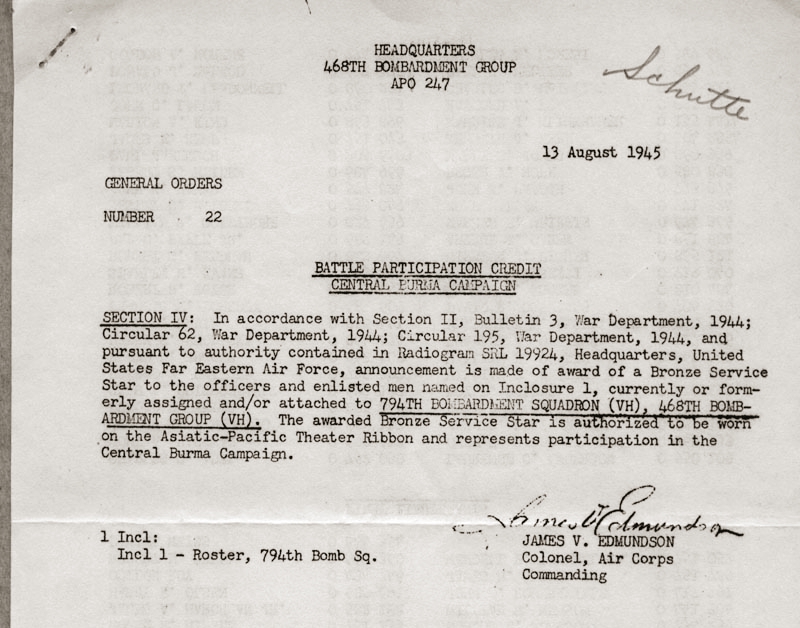 HEADQUARTERS
468TH BOMBARDMENT GROUP
APO 247
Schutte
13 August 1945
GENERAL ORDERS
NUMBER 22
BATTLE PARTICIPATION CREDIT
CENTRAL BURMA CAMPAIGN
SECTION IV: In accordance with Section II, Bulletin 3, War Department, 1944;
Circular 62, War Department, 1944; Circular 195, War Department, 1944, and
pursuant to authority contained in Radiogram SRL 19924, Headquarters, United
States Far Eastern Air Force, announcement is made of award of a Bronze Service
Star to the officers and enlisted men named on Inclosure 1, currently or form-
erly assigned and/or attached to 794TH BOMBARDMENT SQUADRON (VH), 468TH BOMB-
ARDMENT GROUP (VH). The awarded Bronze Service Star is authorized to be worn
on the Asiatic-Pacific Theater Ribbon and represents participation in the
Central Burma Campaign.
James V Edmundson
1 Incl:
Incl 1 - Roster, 794th Bomb Sq.
JAMES V. EDMUNDSON
Colonel, Air Corps
Commanding